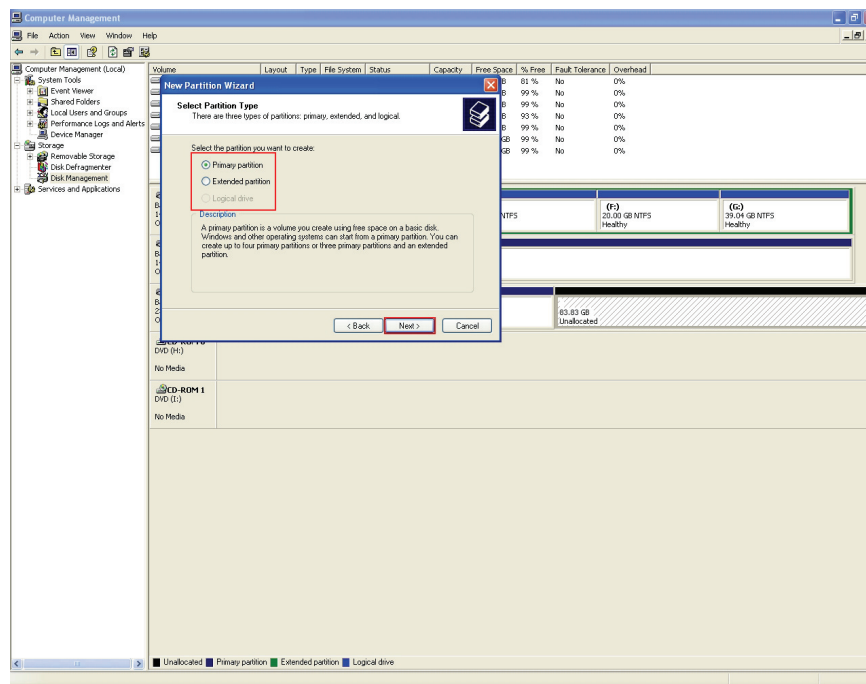 Computer Management
File Action View Window Help
Computer Management (Local)
System Tools
Event Viewer
Shared Folders
Local Users and Groups
Performance Logs and Alerts
Device Manager
Storage
Removable Storage
Disk Defragmenter
Disk Management
Services and Applications
Volume Layout Type File System Status Capacity Free Space % Free Fault Tolerance Overhead
B 81 % No 0%
B 99 % No 0%
B 99 % No 0%
B 93 % No 0%
B 99 % No 0%
GB 99 % No 0%
GB 99 % No 0%
New Partition Wizard
Select Partition Type
There are three types of partitions: primary, extended, and logical.
Select the partition you want to create:
Primary partition
Extended partition
Logical drive
Description
A primary partition is a volume you create using free space on a basic disk.
Windows and other operating systems can start from a primary partition. You can
create up to four primary partitions or three primary partitions and an extended
partition.
< Back Next > Cancel
NTFS
(F:)
20.00 GB NTFS
Healthy
(G:)
39.04 GB NTFS
Healthy
83.83 GB
Unallocated
DVD (H:)
No Media
CD-ROM 1
DVD (I:)
No Media
Unallocated Primary partition Extended partition Logical drive